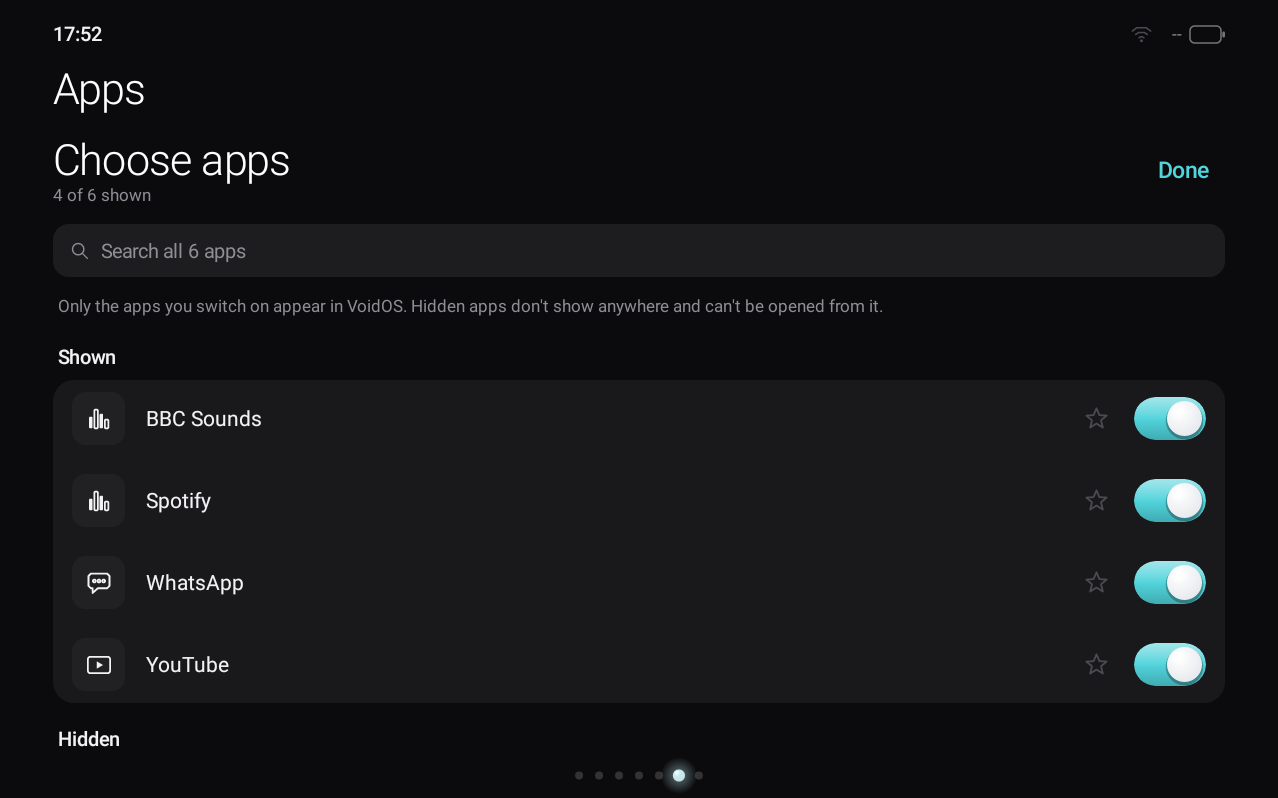 17:52
--
Apps
Choose apps
4 of 6 shown
Done
Search all 6 apps
Only the apps you switch on appear in VoidOS. Hidden apps don't show anywhere and can't be opened from it.
Shown
BBC Sounds
Spotify
WhatsApp
YouTube
Hidden